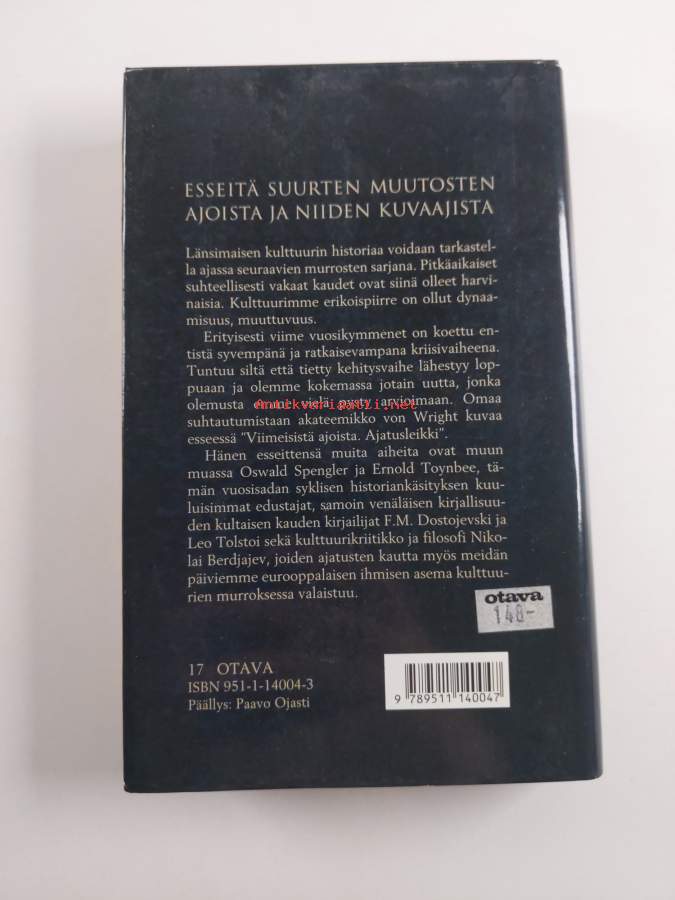 ESSEITÄ SUURTEN MUUTOSTEN
AJOISTA JA NIIDEN KUVAAJISTA
Länsimaisen kulttuurin historiaa voidaan tarkastel-
la ajassa seuraavien murrosten sarjana. Pitkäaikaiset
suhteellisesti vakaat kaudet ovat siinä olleet harvi-
naisia. Kulttuurimme erikoispiirre on ollut dynaa-
misuus, muuttuvuus.
Erityisesti viime vuosikymmenet on koettu en-
tistä syvempänä ja ratkaisevampana kriisivaiheena.
Tuntuu siltä että tietty kehitysvaihe lähestyy lop-
puaan ja olemme kokemassa jotain uutta, jonka
olemusta emme vielä pysty arvioimaan. Omaa
antikvariaatti.net
suhtautumistaan akateemikko von Wright kuvaa
esseessä "Viimeisistä ajoista. Ajatusleikki".
Hänen esseittensä muita aiheita ovat muun
muassa Oswald Spengler ja Ernold Toynbee, tä-
män vuosisadan syklisen historiankäsityksen kuu-
luisimmat edustajat, samoin venäläisen kirjallisuu-
den kultaisen kauden kirjailijat F.M. Dostojevski ja
Leo Tolstoi sekä kulttuurikriitikko ja filosofi Niko-
lai Berdjajev, joiden ajatusten kautta myös meidän
päiviemme eurooppalaisen ihmisen asema kulttuu-
rien murroksessa valaistuu.
otava
148-
17 OTAVA
ISBN 951-1-14004-3
Päällys: Paavo Ojasti
9 789511 140047